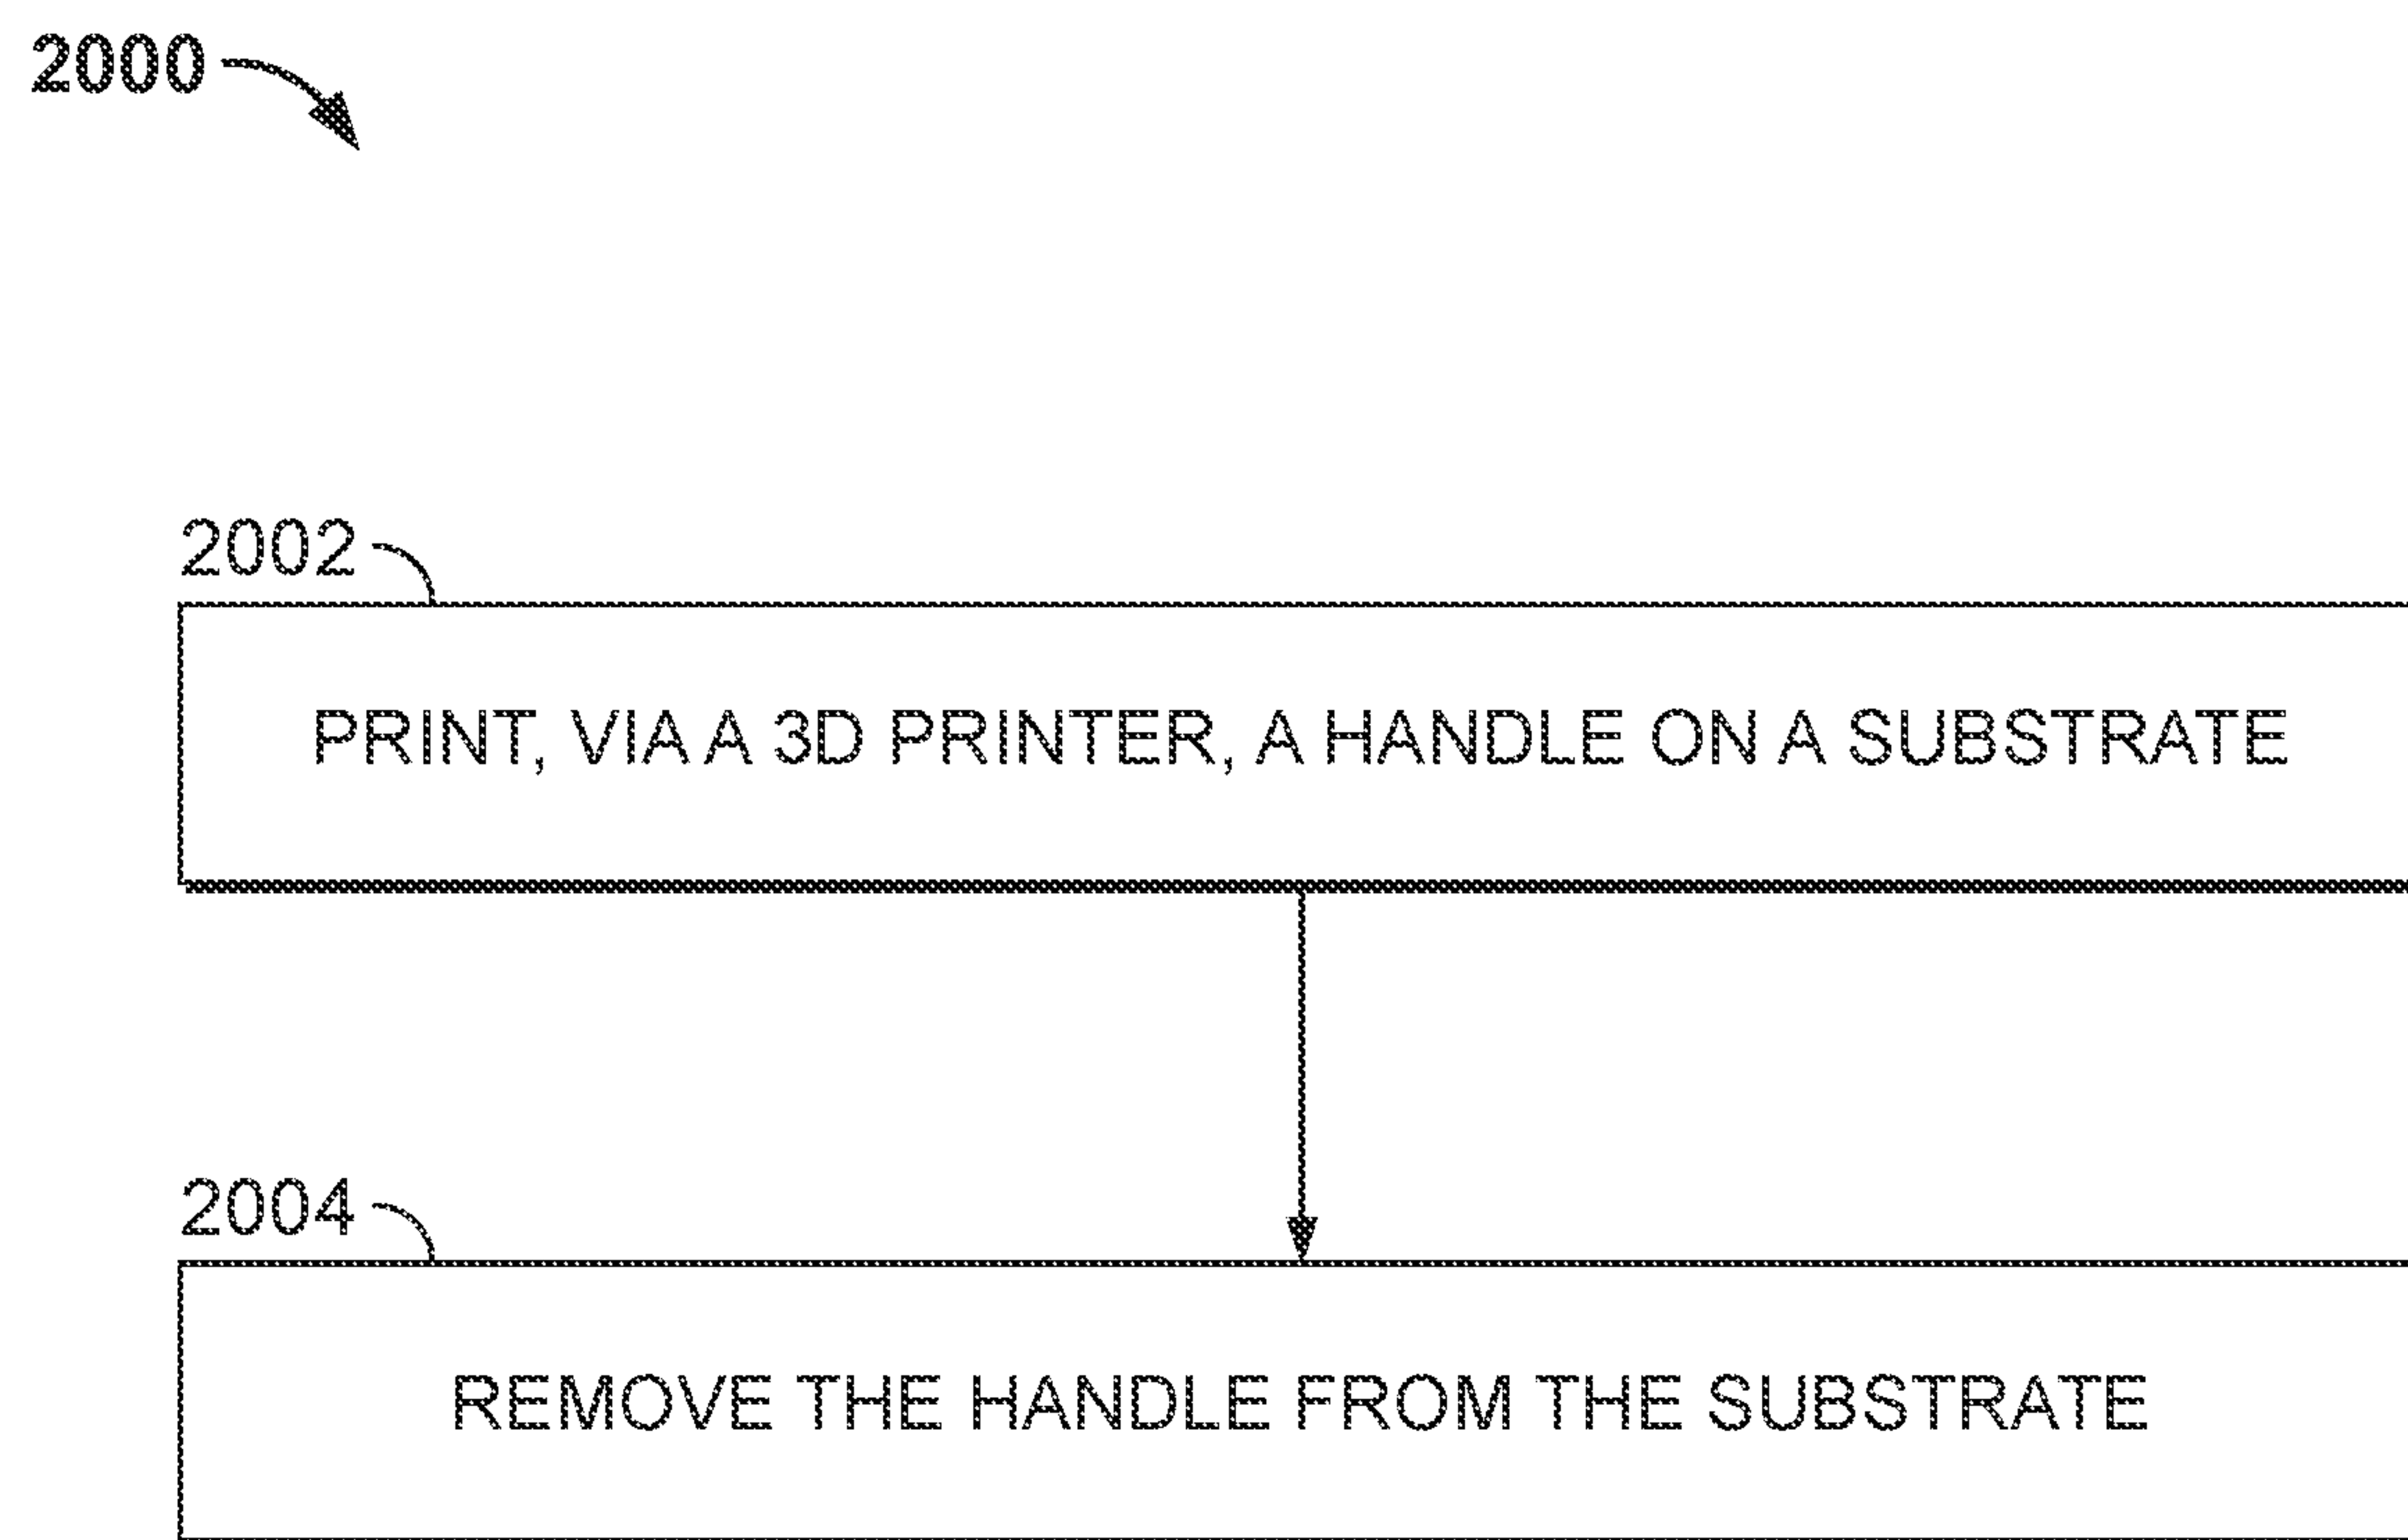 2000
2002
PRINT, VIA A 3D PRINTER, A HANDLE ON A SUBSTRATE
2004
REMOVE THE HANDLE FROM THE SUBSTRATE